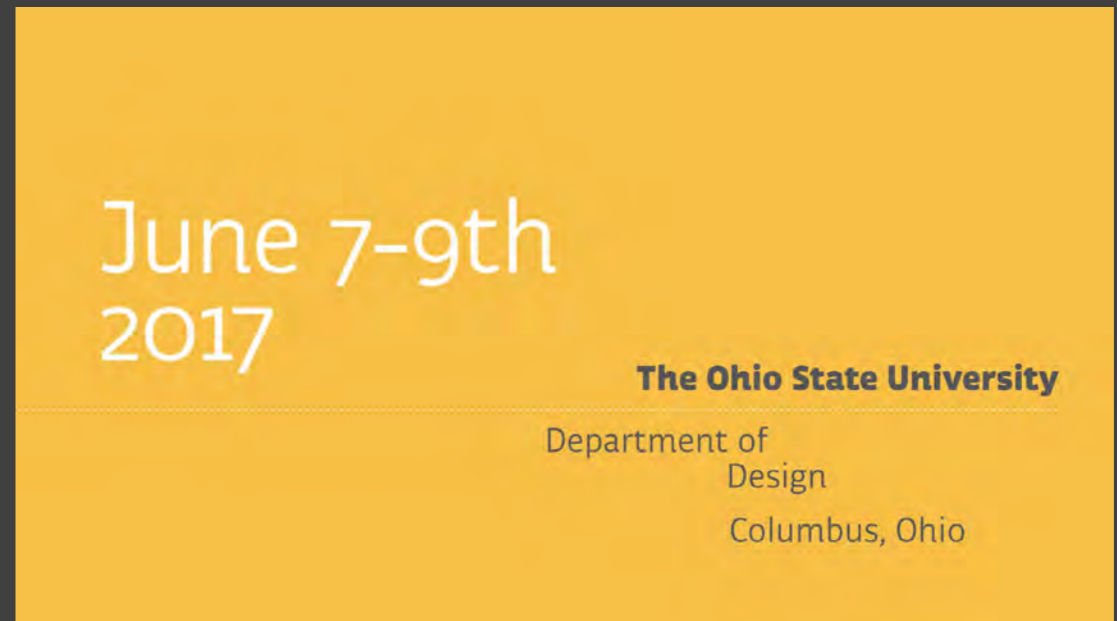 June 7-9th
2017
The Ohio State University
Department of
Design
Columbus, Ohio